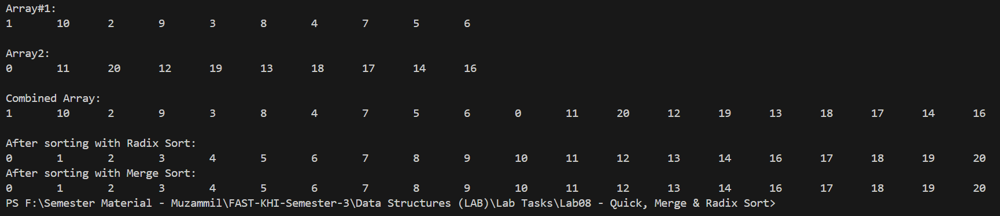 Array#1:
1 10 2 9 3 8 4 7 5 6
Array2:
0 11 20 12 19 13 18 17 14 16
Combined Array:
1 10 2 9 3 8 4 7 5 6 0 11 20 12 19 13 18 17 14 16
After sorting with Radix Sort:
0 1 2 3 4 5 6 7 8 9 10 11 12 13 14 16 17 18 19 20
After sorting with Merge Sort:
0 1 2 3 4 5 6 7 8 9 10 11 12 13 14 16 17 18 19 20
PS F:\Semester Material - Muzammil\FAST-KHI-Semester-3\Data Structures (LAB)\Lab Tasks\Lab08 - Quick, Merge & Radix Sort>